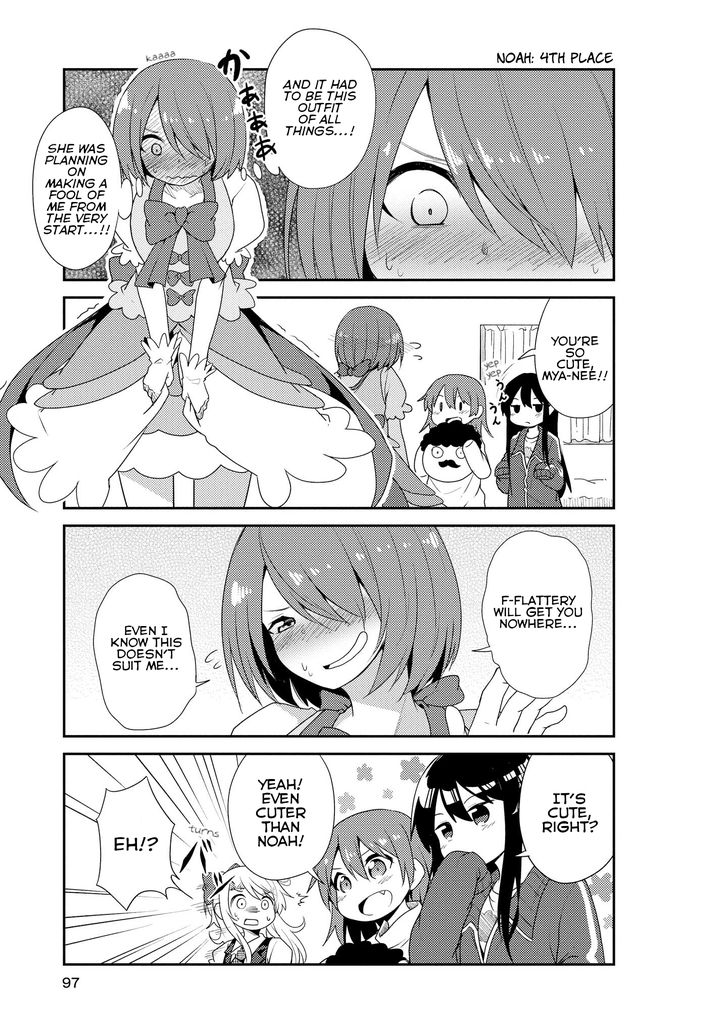 NOAH: 4TH PLACE
AND IT HAD
TO BE THIS
OUTFIT
OF ALL
THINGS...!
kaaaa
かぁぁぁぁ
SHE WAS
PLANNING
ON
MAKING A
FOOL OF ME
FROM THE
VERY
START...!!
YOU'RE
SO
CUTE,
MYA-NEE!!
yep
yep
うんうん
F-FLATTERY
WILL GET YOU
NOWHERE...
EVEN I
KNOW THIS
DOESN'T
SUIT ME...
IT'S
CUTE,
RIGHT?
YEAH!
EVEN
CUTER
THAN
NOAH!
turns
EH!?
97